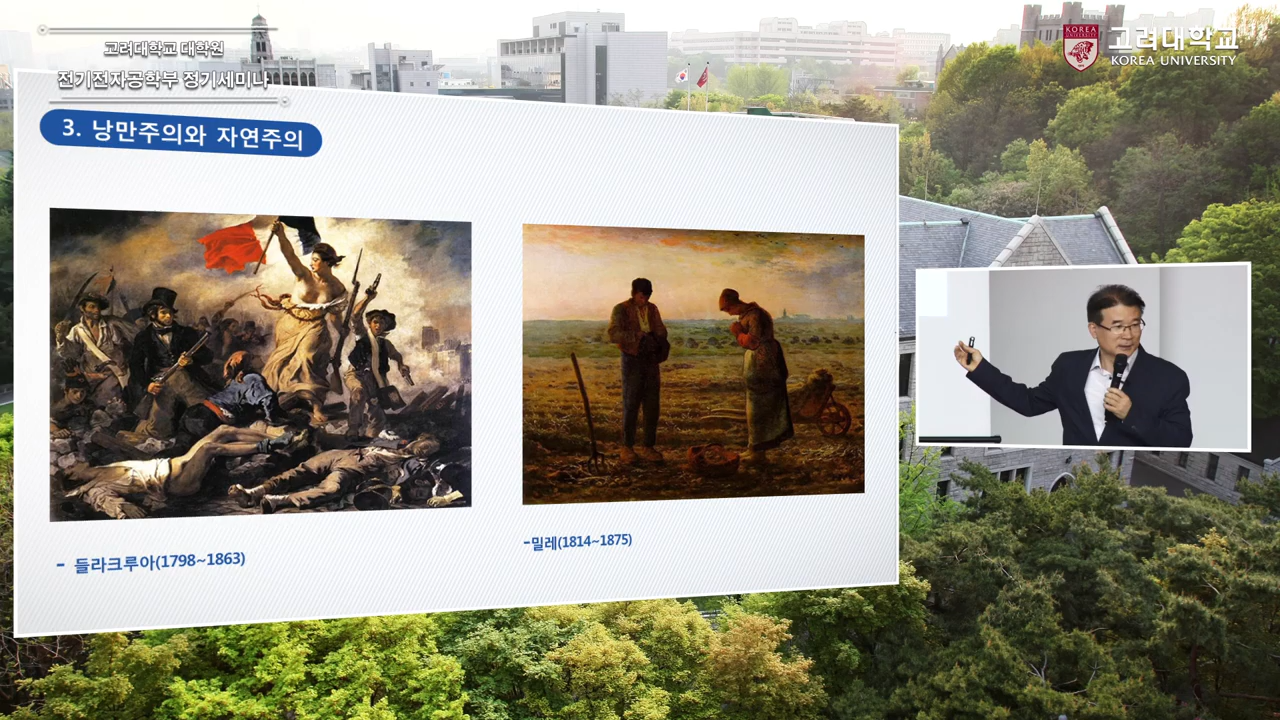 고려대학교 대학원
전기전자공학부 정기세미나
KOREA
UNIVERSITY
고려대학교
KOREA UNIVERSITY
3. 낭만주의와 자연주의
- 들라크루아(1798~1863)
-밀레(1814~1875)